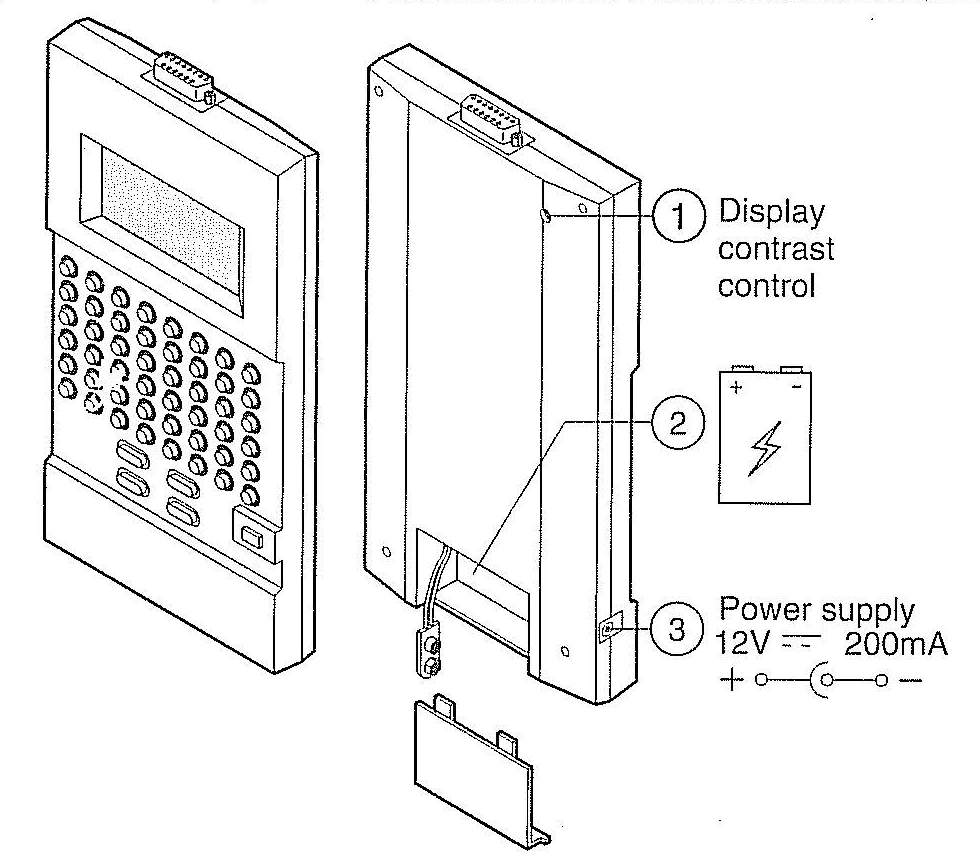 1 Display
contrast
control
2
+ −
3 Power supply
12V ⎓ 200mA
+ −